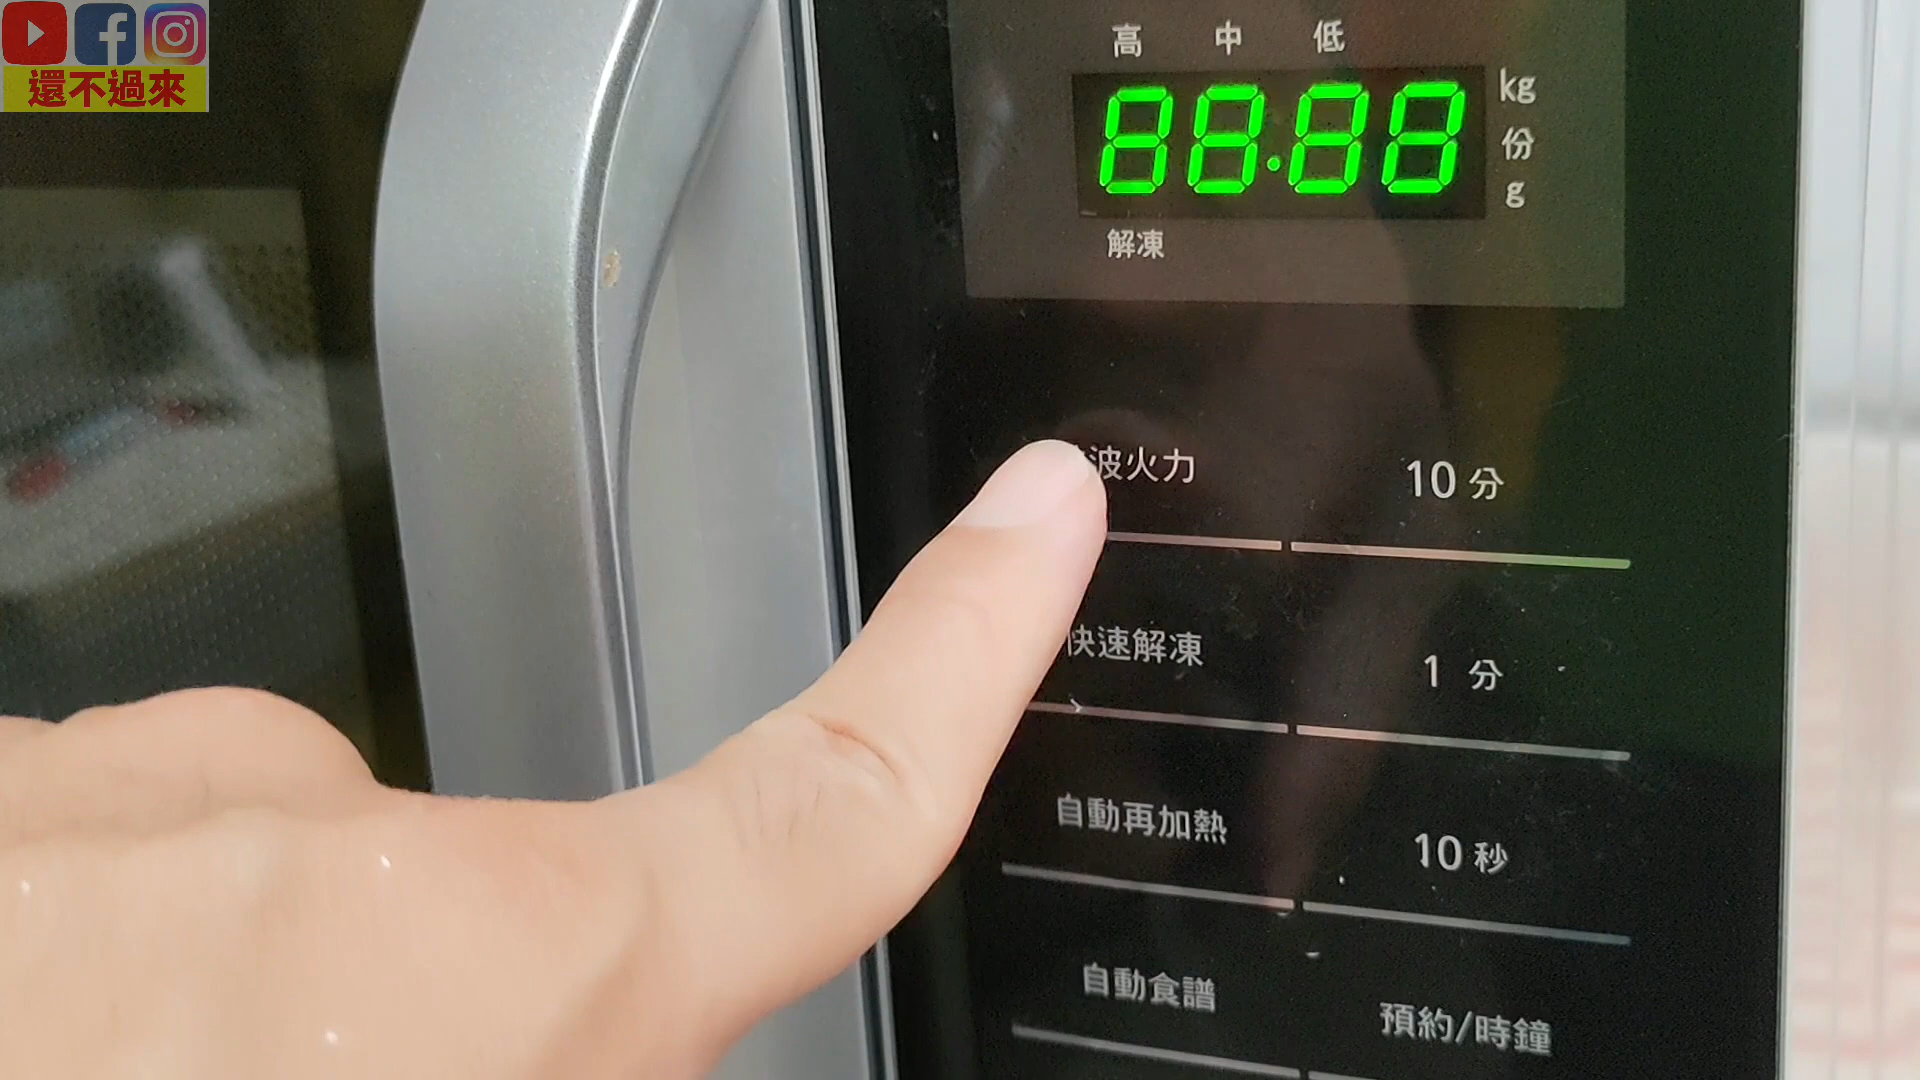 還不過來
高 中 低
88.88
kg
份
g
解凍
波火力
10 分
快速解凍
1 分
自動再加熱
10 秒
自動食譜
預約/時鐘